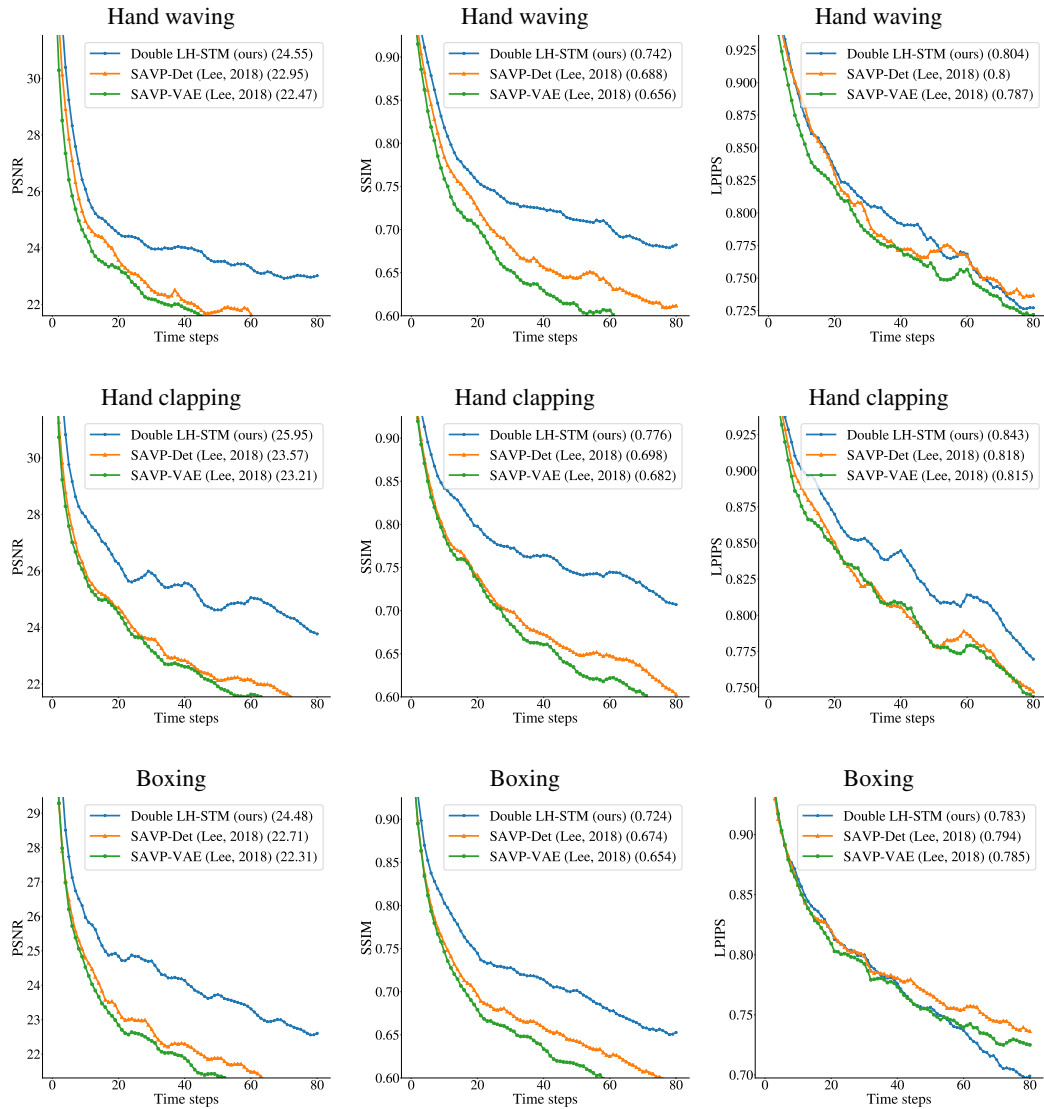 Hand waving
Hand waving
Hand waving
Double LH-STM (ours) (24.55)
SAVP-Det (Lee, 2018) (22.95)
SAVP-VAE (Lee, 2018) (22.47)
30
28
26
24
22
PSNR
0 20 40 60 80
Time steps
Double LH-STM (ours) (0.742)
SAVP-Det (Lee, 2018) (0.688)
SAVP-VAE (Lee, 2018) (0.656)
0.90
0.85
0.80
0.75
0.70
0.65
0.60
SSIM
0 20 40 60 80
Time steps
Double LH-STM (ours) (0.804)
SAVP-Det (Lee, 2018) (0.8)
SAVP-VAE (Lee, 2018) (0.787)
0.925
0.900
0.875
0.850
0.825
0.800
0.775
0.750
0.725
LPIPS
0 20 40 60 80
Time steps
Hand clapping
Hand clapping
Hand clapping
Double LH-STM (ours) (25.95)
SAVP-Det (Lee, 2018) (23.57)
SAVP-VAE (Lee, 2018) (23.21)
30
28
26
24
22
PSNR
0 20 40 60 80
Time steps
Double LH-STM (ours) (0.776)
SAVP-Det (Lee, 2018) (0.698)
SAVP-VAE (Lee, 2018) (0.682)
0.90
0.85
0.80
0.75
0.70
0.65
0.60
SSIM
0 20 40 60 80
Time steps
Double LH-STM (ours) (0.843)
SAVP-Det (Lee, 2018) (0.818)
SAVP-VAE (Lee, 2018) (0.815)
0.925
0.900
0.875
0.850
0.825
0.800
0.775
0.750
LPIPS
0 20 40 60 80
Time steps
Boxing
Boxing
Boxing
Double LH-STM (ours) (24.48)
SAVP-Det (Lee, 2018) (22.71)
SAVP-VAE (Lee, 2018) (22.31)
29
28
27
26
25
24
23
22
PSNR
0 20 40 60 80
Time steps
Double LH-STM (ours) (0.724)
SAVP-Det (Lee, 2018) (0.674)
SAVP-VAE (Lee, 2018) (0.654)
0.90
0.85
0.80
0.75
0.70
0.65
0.60
SSIM
0 20 40 60 80
Time steps
Double LH-STM (ours) (0.783)
SAVP-Det (Lee, 2018) (0.794)
SAVP-VAE (Lee, 2018) (0.785)
0.90
0.85
0.80
0.75
0.70
LPIPS
0 20 40 60 80
Time steps